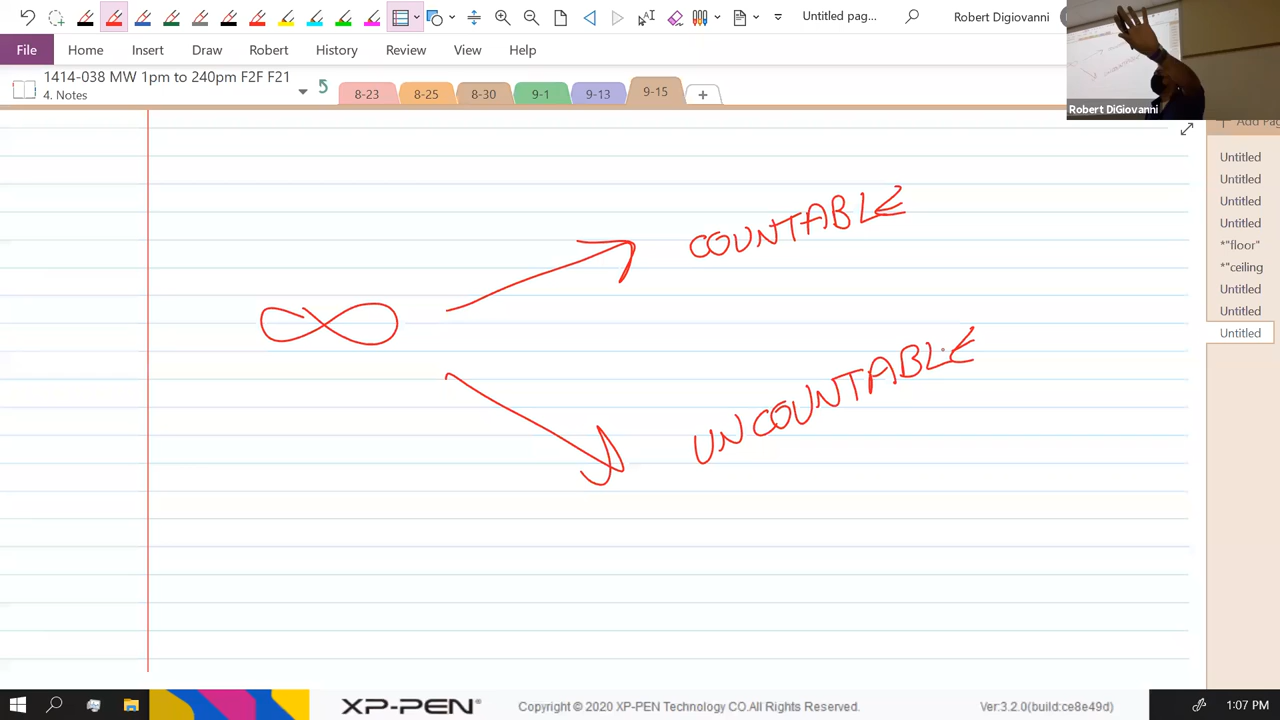 Untitled pag...
Robert Digiovanni
File
Home
Insert
Draw
Robert
History
Review
View
Help
1414-038 MW 1pm to 240pm F2F F21
4. Notes
8-23
8-25
8-30
9-1
9-13
9-15
Robert DiGiovanni
Add Pag
Untitled
Untitled
Untitled
Untitled
*"floor"
*"ceiling
Untitled
Untitled
Untitled
∞
COUNTABLE
UNCOUNTABLE
XP-PEN®
Copyright © 2020 XP-PEN Technology CO.All Rights Reserved.
Ver:3.2.0(build:ce8e49d)
1:07 PM